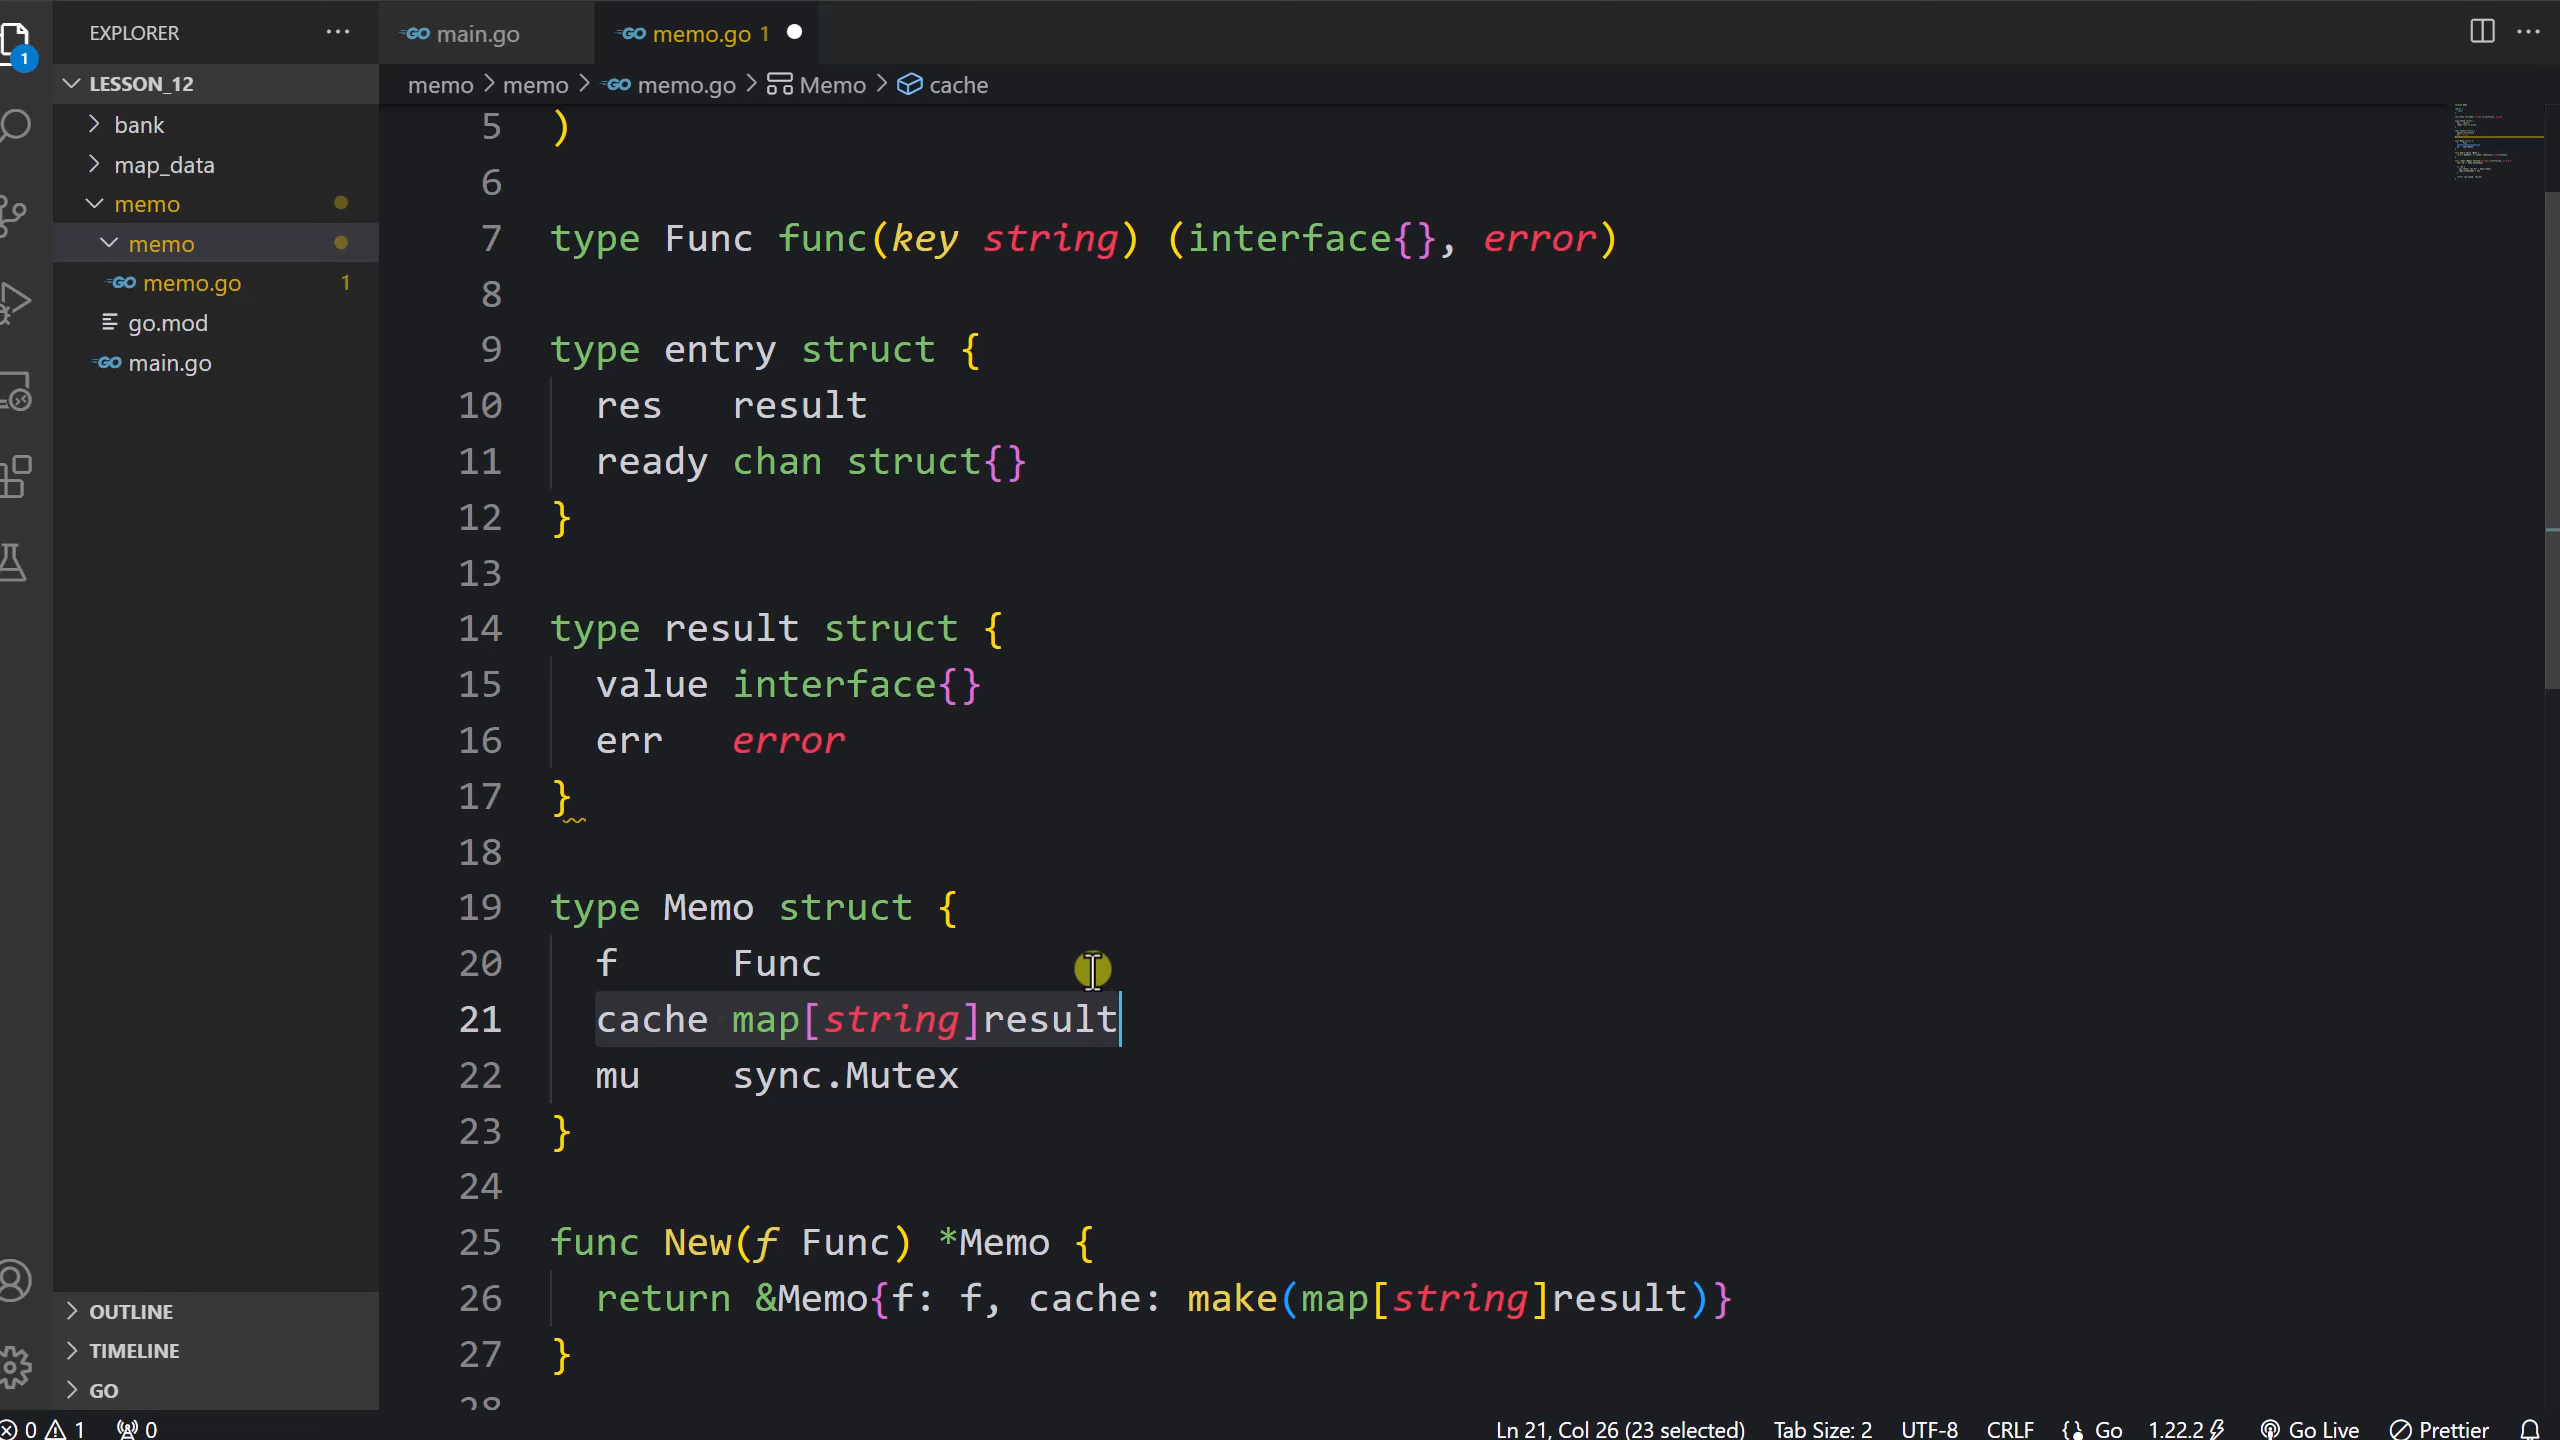 EXPLORER
main.go
memo.go 1
1
LESSON_12
memo
memo
memo.go
Memo
cache
bank
map_data
memo
memo
memo.go
1
go.mod
main.go
5 )
6
7 type Func func(key string) (interface{}, error)
8
9 type entry struct {
10 res result
11 ready chan struct{}
12 }
13
14 type result struct {
15 value interface{}
16 err error
17 }
18
19 type Memo struct {
20 f Func
21 cache map[string]result
22 mu sync.Mutex
23 }
24
25 func New(f Func) *Memo {
26 return &Memo{f: f, cache: make(map[string]result)}
27 }
28
OUTLINE
TIMELINE
GO
0 1 0
Ln 21, Col 26 (23 selected) Tab Size: 2 UTF-8 CRLF Go 1.22.2 Go Live Prettier